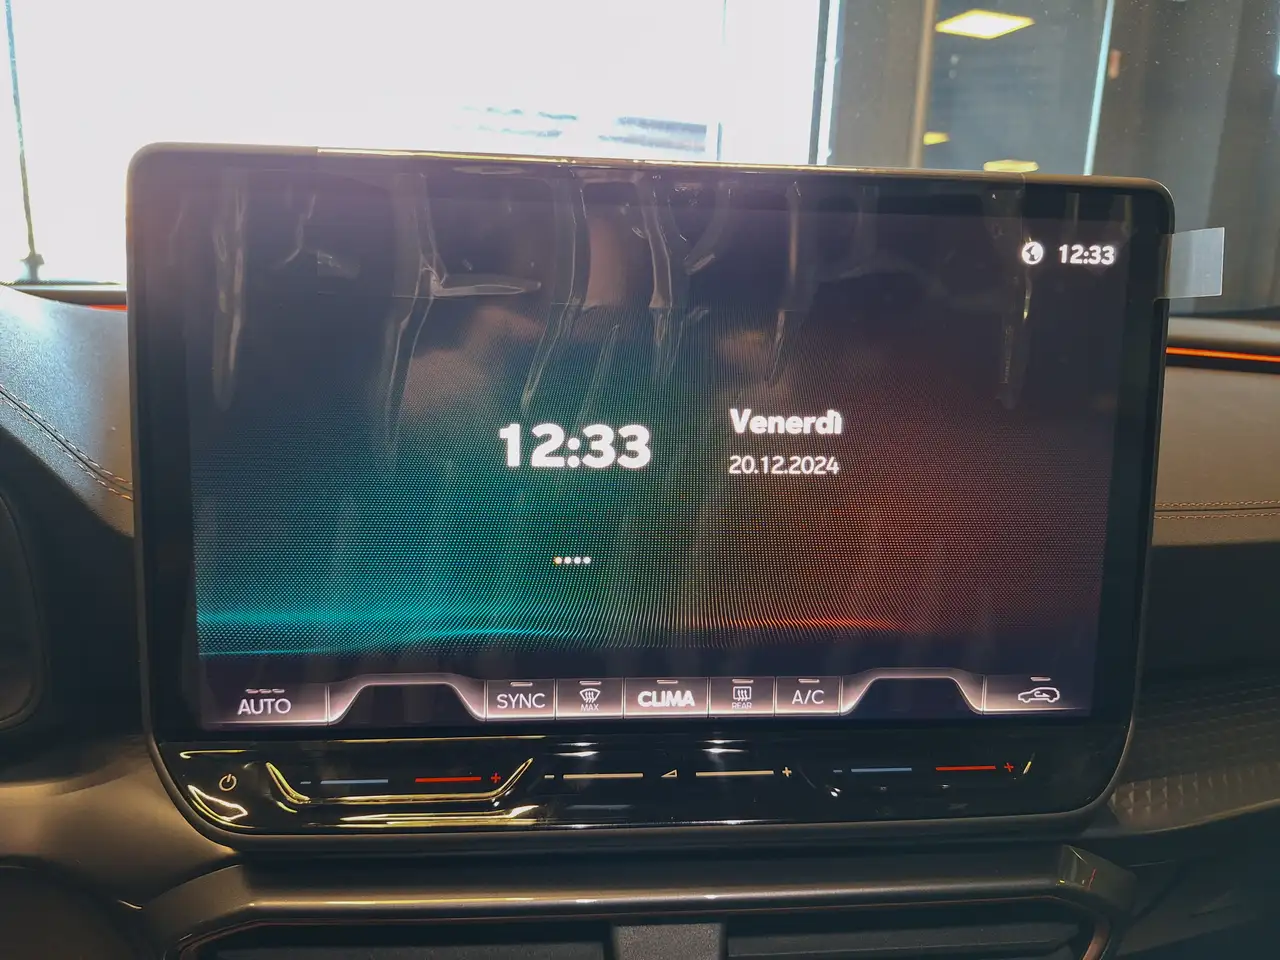 12:33
12:33
Venerdì
20.12.2024
AUTO
SYNC
MAX
CLIMA
REAR
A/C
- +
- +
- +